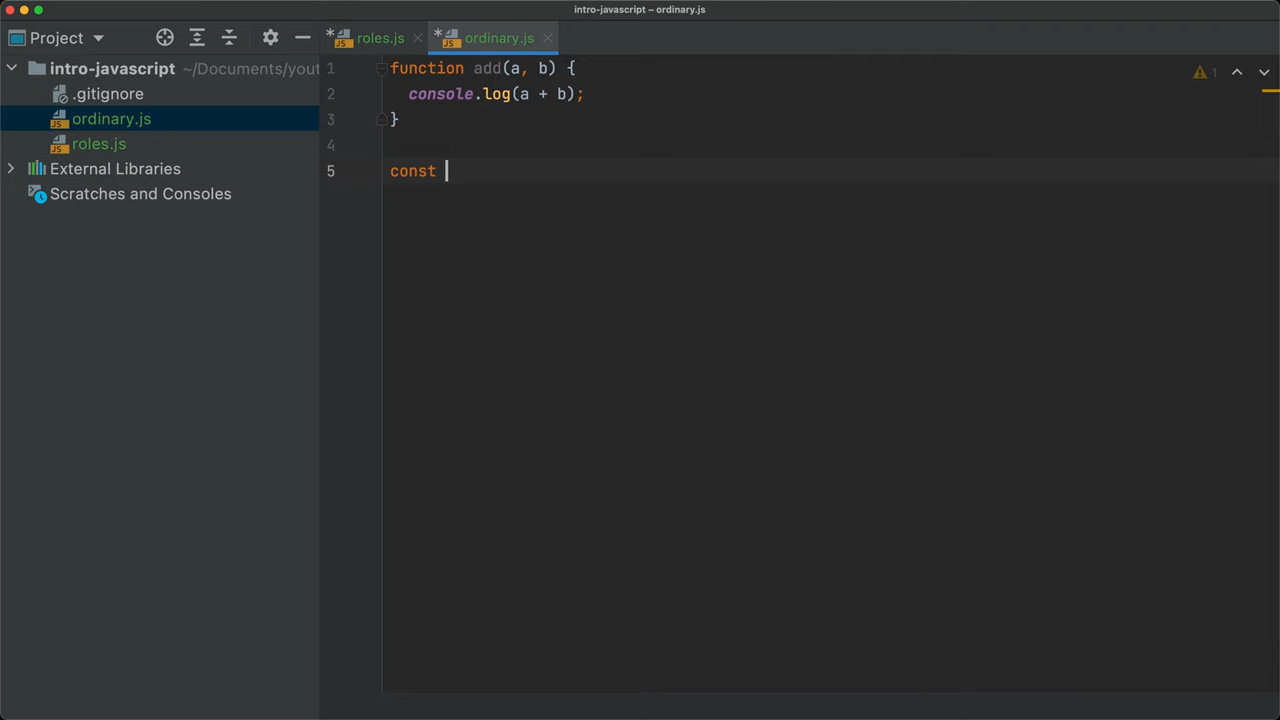 intro-javascript – ordinary.js
Project
roles.js
ordinary.js
intro-javascript ~/Documents/yout
.gitignore
ordinary.js
roles.js
External Libraries
Scratches and Consoles
1 function add(a, b) {
2 console.log(a + b);
3 }
4
5 const
1